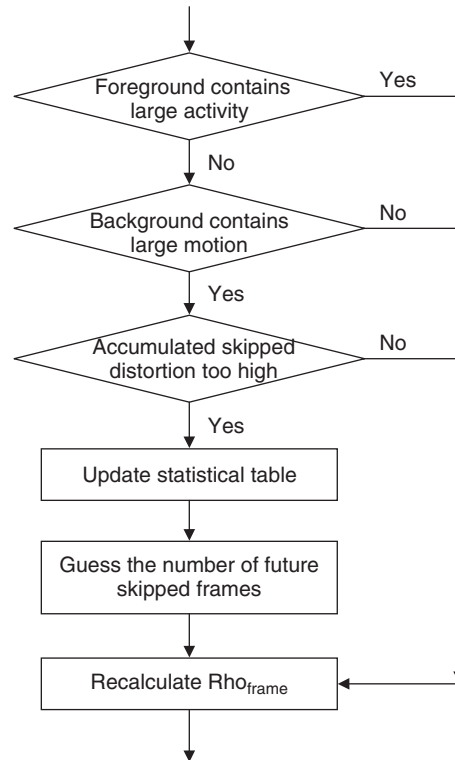 Foreground contains
large activity
Yes
No
Background contains
large motion
No
Yes
Accumulated skipped
distortion too high
No
Yes
Update statistical table
Guess the number of future
skipped frames
Recalculate Rhoframe